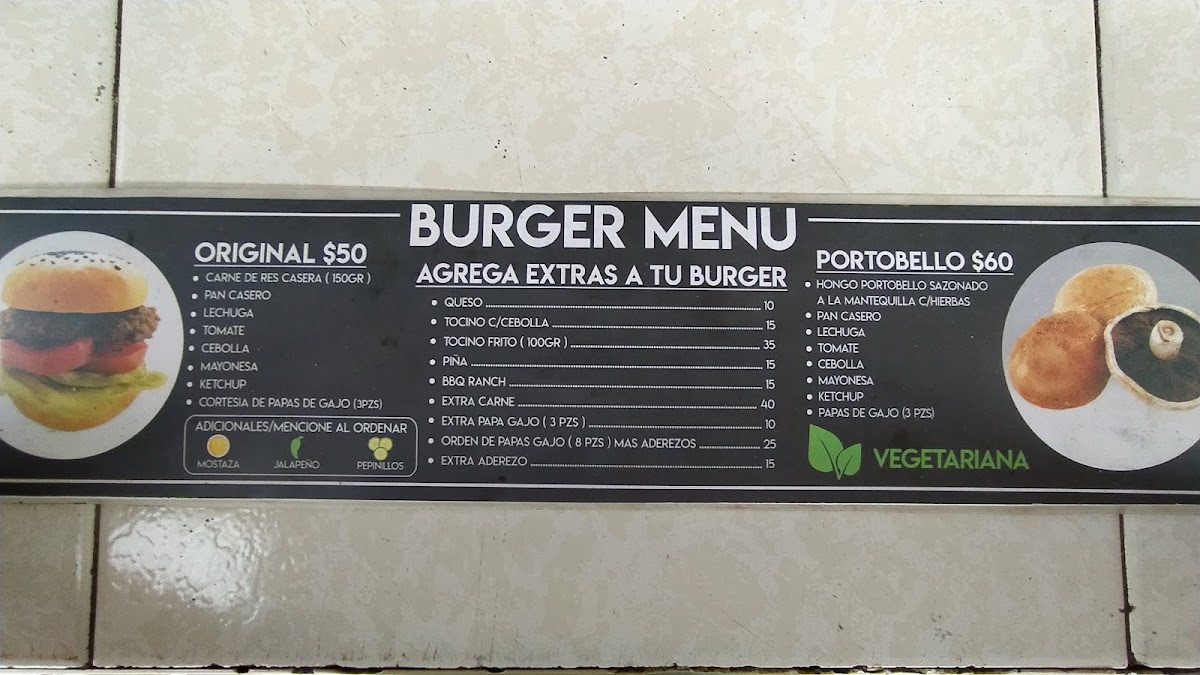 BURGER MENU
ORIGINAL $50
CARNE DE RES CASERA ( 150GR )
PAN CASERO
LECHUGA
TOMATE
CEBOLLA
MAYONESA
KETCHUP
CORTESIA DE PAPAS DE GAJO (3PZS)
ADICIONALES/MENCIONE AL ORDENAR
MOSTAZA JALAPEÑO PEPINILLOS
AGREGA EXTRAS A TU BURGER
QUESO 10
TOCINO C/CEBOLLA 15
TOCINO FRITO ( 100GR ) 35
PIÑA 15
BBQ RANCH 15
EXTRA CARNE 40
EXTRA PAPA GAJO ( 3 PZS ) 10
ORDEN DE PAPAS GAJO ( 8 PZS ) MAS ADEREZOS 25
EXTRA ADEREZO 15
PORTOBELLO $60
HONGO PORTOBELLO SAZONADO
A LA MANTEQUILLA C/HIERBAS
PAN CASERO
LECHUGA
TOMATE
CEBOLLA
MAYONESA
KETCHUP
PAPAS DE GAJO (3 PZS)
VEGETARIANA